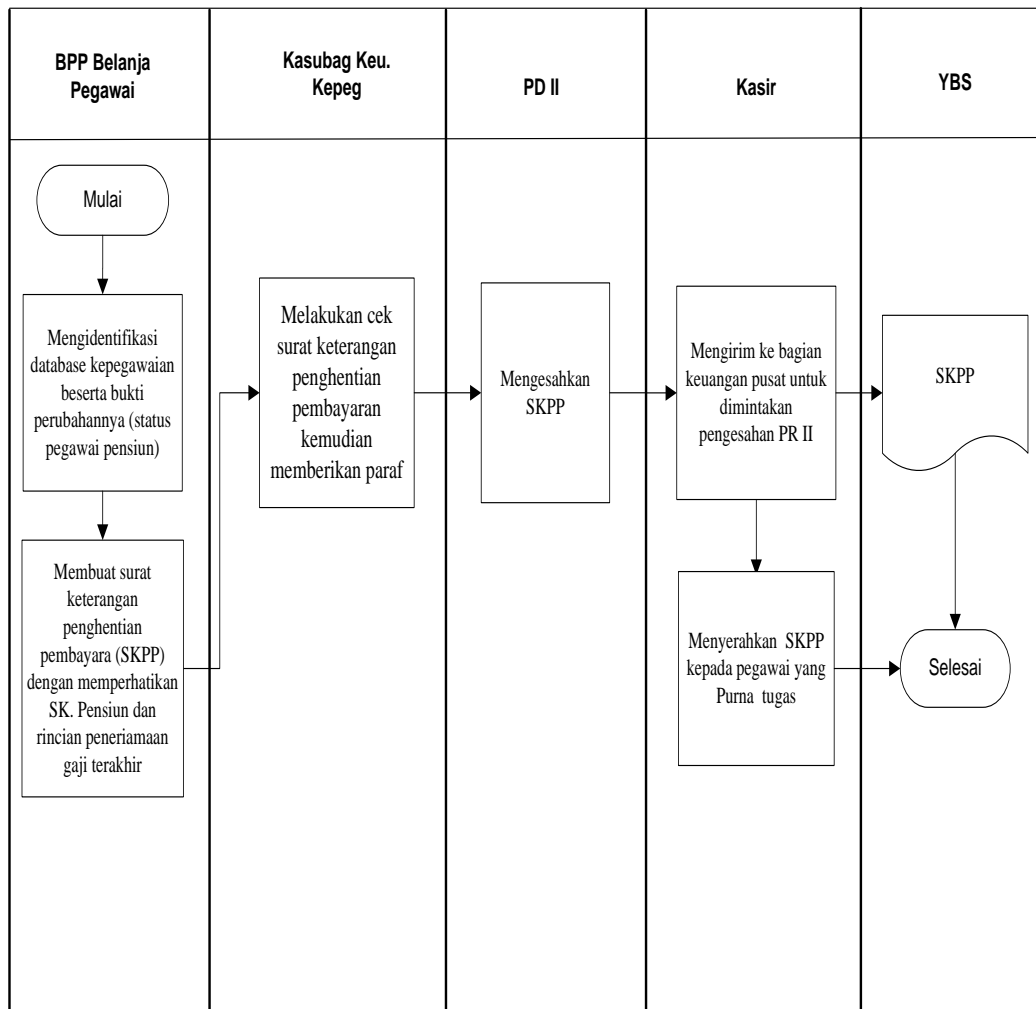 BPP Belanja
Pegawai
Kasubag Keu.
Kepeg
PD II
Kasir
YBS
Mulai
Mengidentifikasi
database kepegawaian
beserta bukti
perubahannya (status
pegawai pensiun)
Membuat surat
keterangan
penghentian
pembayara (SKPP)
dengan memperhatikan
SK. Pensiun dan
rincian peneriamaan
gaji terakhir
Melakukan cek
surat keterangan
penghentian
pembayaran
kemudian
memberikan paraf
Mengesahkan
SKPP
Mengirim ke bagian
keuangan pusat untuk
dimintakan
pengesahan PR II
Menyerahkan SKPP
kepada pegawai yang
Purna tugas
SKPP
Selesai